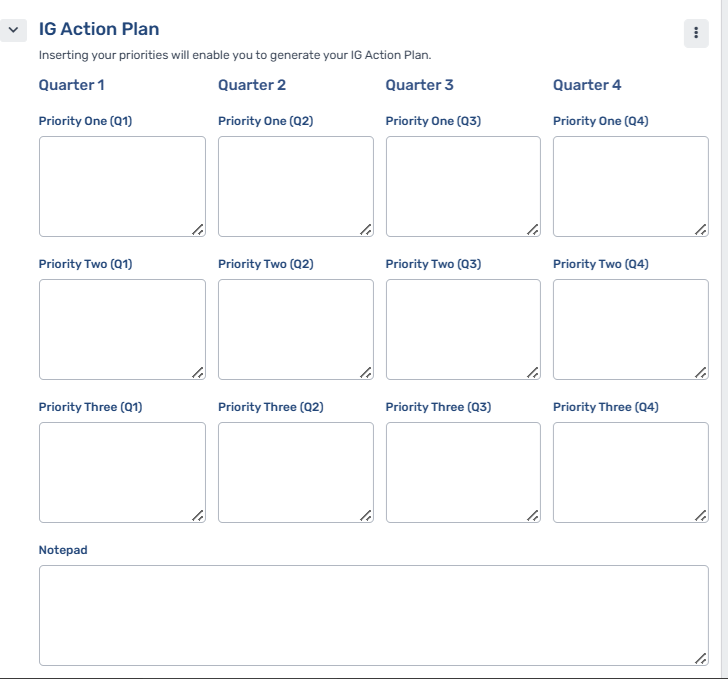 IG Action Plan
Inserting your priorities will enable you to generate your IG Action Plan.
Quarter 1 Quarter 2 Quarter 3 Quarter 4
Priority One (Q1) Priority One (Q2) Priority One (Q3) Priority One (Q4)
Priority Two (Q1) Priority Two (Q2) Priority Two (Q3) Priority Two (Q4)
Priority Three (Q1) Priority Three (Q2) Priority Three (Q3) Priority Three (Q4)
Notepad